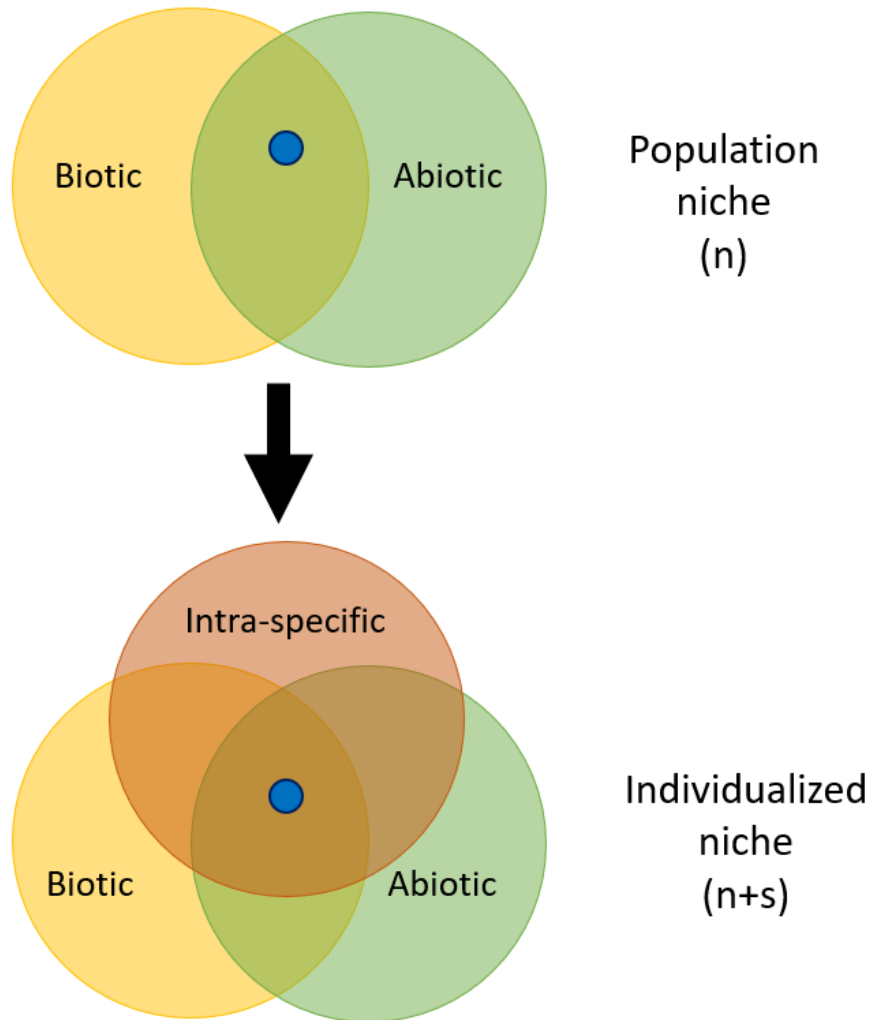 Biotic
Abiotic
Population
niche
(n)
Intra-specific
Biotic
Abiotic
Individualized
niche
(n+s)